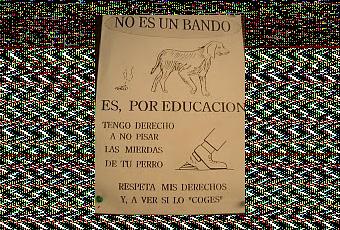 NO ES UN BANDO
ES, POR EDUCACION
TENGO DERECHO
A NO PISAR
LAS MIERDAS
DE TU PERRO
RESPETA MIS DERECHOS
Y, A VER SI LO "COGES"